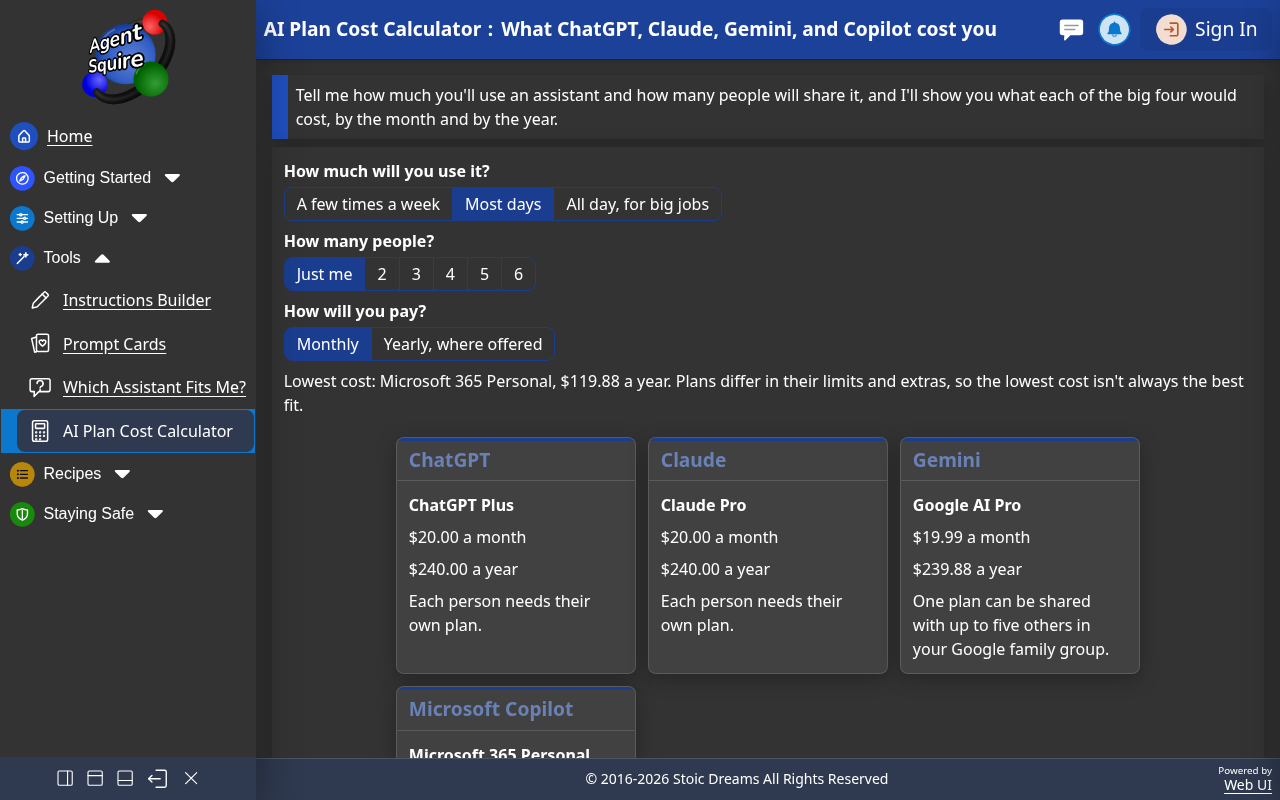 Agent
Squire
Home
Getting Started
Setting Up
Tools
Instructions Builder
Prompt Cards
Which Assistant Fits Me?
AI Plan Cost Calculator
Recipes
Staying Safe
AI Plan Cost Calculator : What ChatGPT, Claude, Gemini, and Copilot cost you
Sign In
Tell me how much you'll use an assistant and how many people will share it, and I'll show you what each of the big four would
cost, by the month and by the year.
How much will you use it?
A few times a week Most days All day, for big jobs
How many people?
Just me 2 3 4 5 6
How will you pay?
Monthly Yearly, where offered
Lowest cost: Microsoft 365 Personal, $119.88 a year. Plans differ in their limits and extras, so the lowest cost isn't always the best
fit.
ChatGPT
ChatGPT Plus
$20.00 a month
$240.00 a year
Each person needs their
own plan.
Claude
Claude Pro
$20.00 a month
$240.00 a year
Each person needs their
own plan.
Gemini
Google AI Pro
$19.99 a month
$239.88 a year
One plan can be shared
with up to five others in
your Google family group.
Microsoft Copilot
Microsoft 365 Personal
© 2016-2026 Stoic Dreams All Rights Reserved
Powered by
Web UI